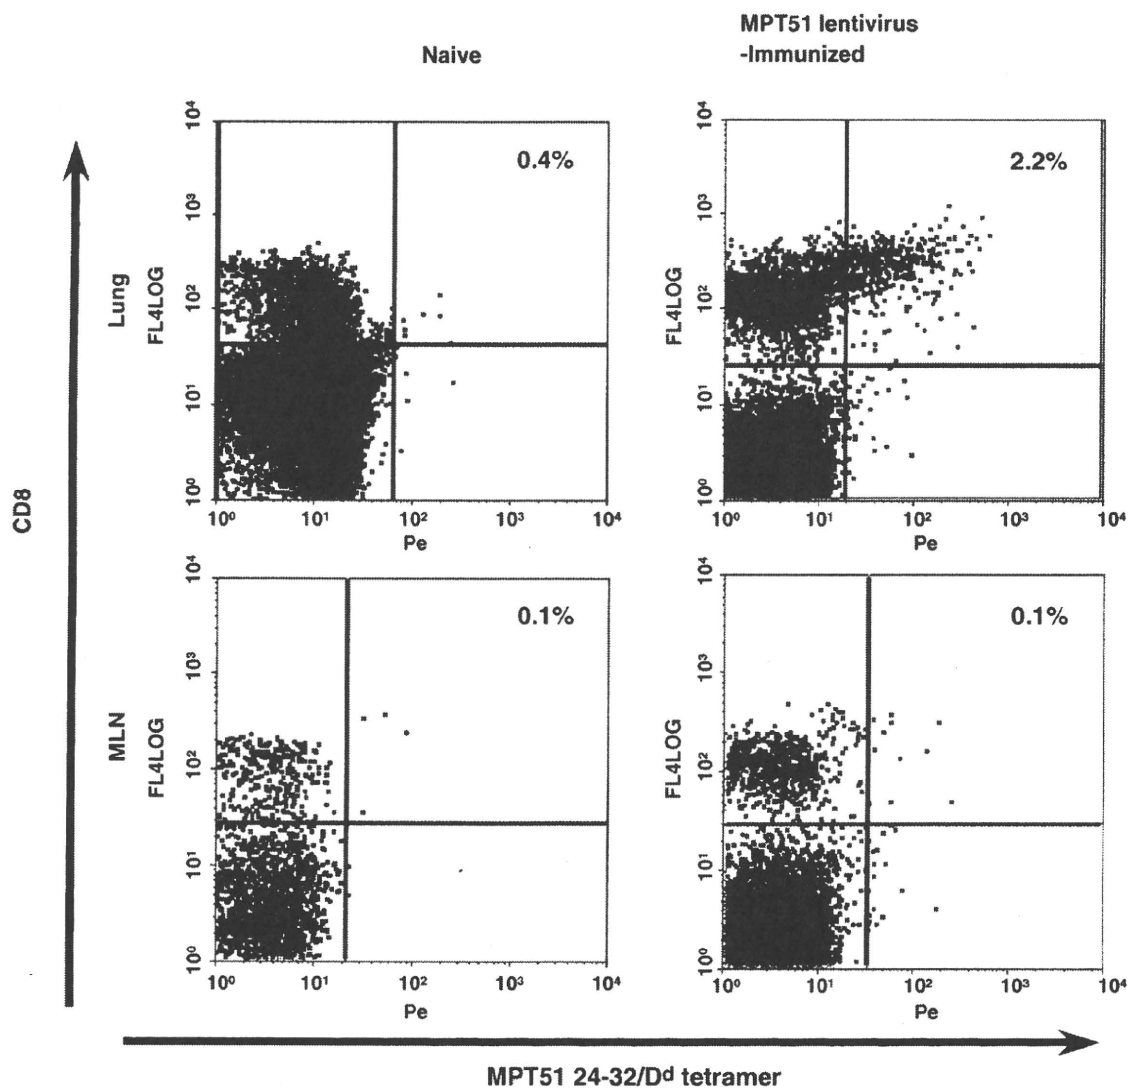 Naive
MPT51 lentivirus
-Immunized
CD8
Lung
FL4LOG
10⁴
10³
10²
10¹
10⁰
0.4%
10⁰ 10¹ 10² 10³ 10⁴
Pe
FL4LOG
10⁴
10³
10²
10¹
10⁰
2.2%
10⁰ 10¹ 10² 10³ 10⁴
Pe
MLN
FL4LOG
10⁴
10³
10²
10¹
10⁰
0.1%
10⁰ 10¹ 10² 10³ 10⁴
Pe
FL4LOG
10⁴
10³
10²
10¹
10⁰
0.1%
10⁰ 10¹ 10² 10³ 10⁴
Pe
MPT51 24-32/Dᵈ tetramer